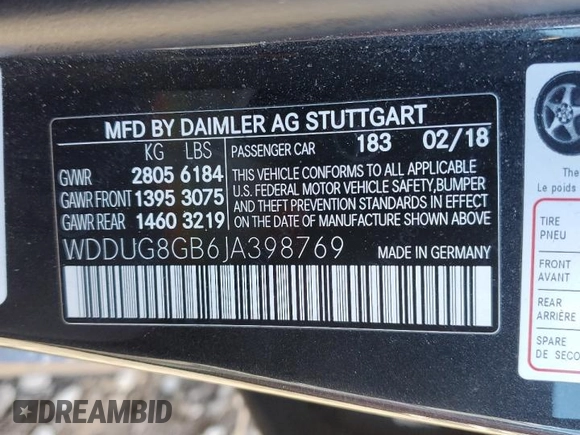 MFD BY DAIMLER AG STUTTGART
KG LBS
GVWR 2805 6184
GAWR FRONT 1395 3075
GAWR REAR 1460 3219
PASSENGER CAR 183 02/18
THIS VEHICLE CONFORMS TO ALL APPLICABLE
U.S. FEDERAL MOTOR VEHICLE SAFETY, BUMPER
AND THEFT PREVENTION STANDARDS IN EFFECT
ON THE DATE OF MANUFACTURE SHOWN ABOVE
WDDUG8GB6JA398769
MADE IN GERMANY
Le poids
TIRE
PNEU
FRONT
AVANT
REAR
ARRIÈRE
SPARE
DE SECO
DREAMBID